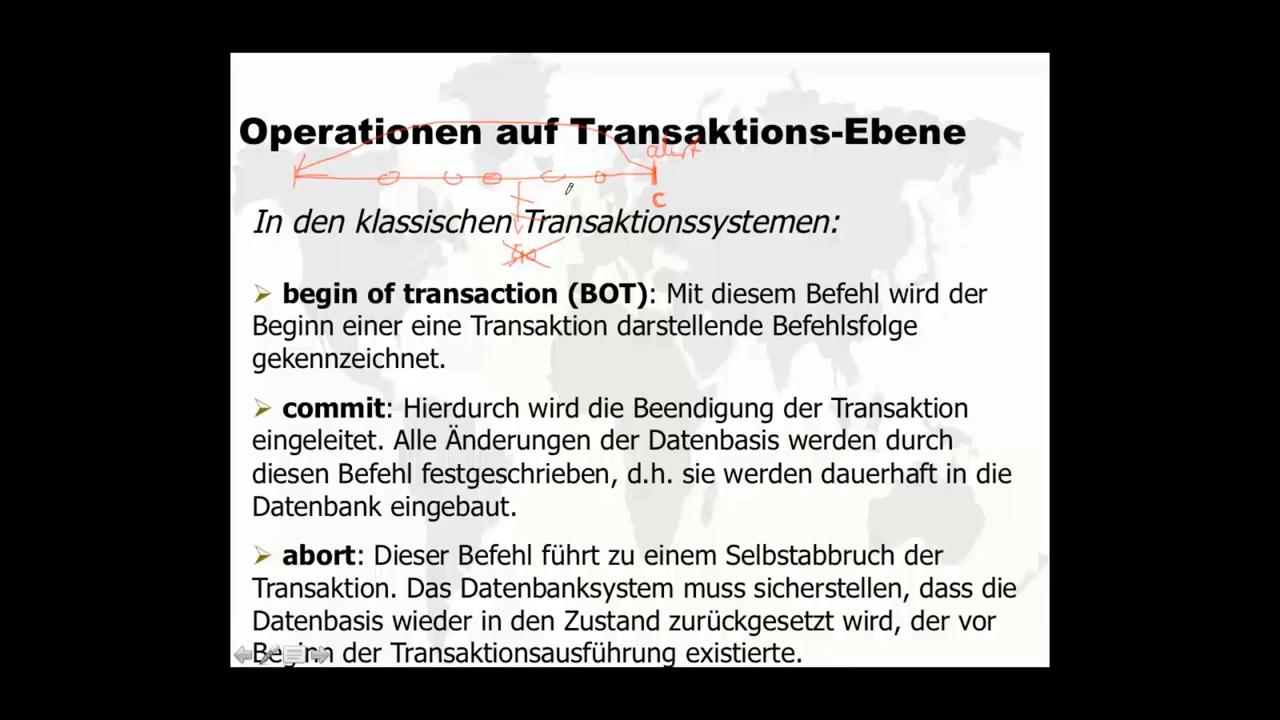 Operationen auf Transaktions-Ebene
abort
c
In den klassischen Transaktionssystemen:
➢ begin of transaction (BOT): Mit diesem Befehl wird der
Beginn einer eine Transaktion darstellende Befehlsfolge
gekennzeichnet.
➢ commit: Hierdurch wird die Beendigung der Transaktion
eingeleitet. Alle Änderungen der Datenbasis werden durch
diesen Befehl festgeschrieben, d.h. sie werden dauerhaft in die
Datenbank eingebaut.
➢ abort: Dieser Befehl führt zu einem Selbstabbruch der
Transaktion. Das Datenbanksystem muss sicherstellen, dass die
Datenbasis wieder in den Zustand zurückgesetzt wird, der vor
Beginn der Transaktionsausführung existierte.